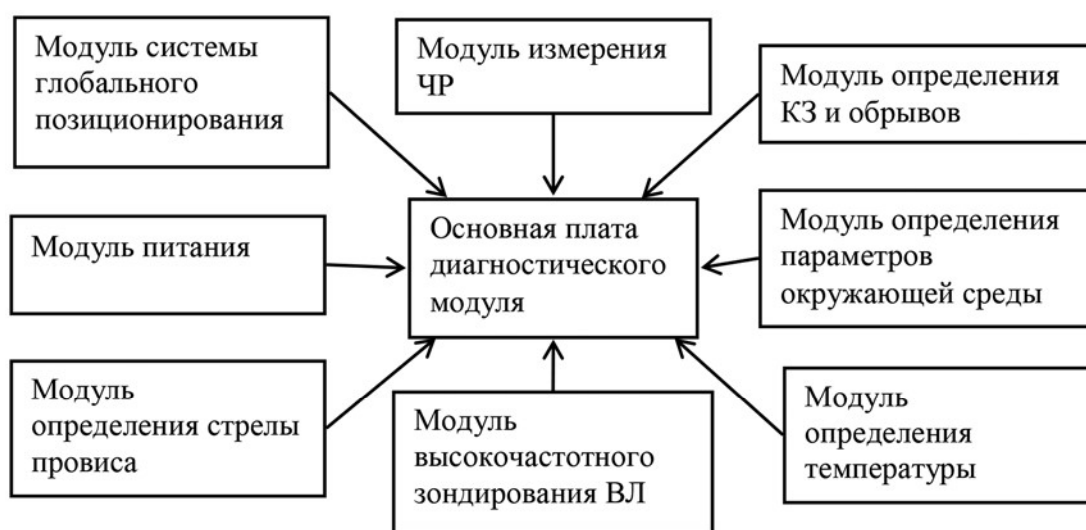 Модуль системы
глобального
позиционирования
Модуль измерения
ЧР
Модуль определения
КЗ и обрывов
Модуль питания
Основная плата
диагностического
модуля
Модуль определения
параметров
окружающей среды
Модуль
определения стрелы
провиса
Модуль
высокочастотного
зондирования ВЛ
Модуль
определения
температуры